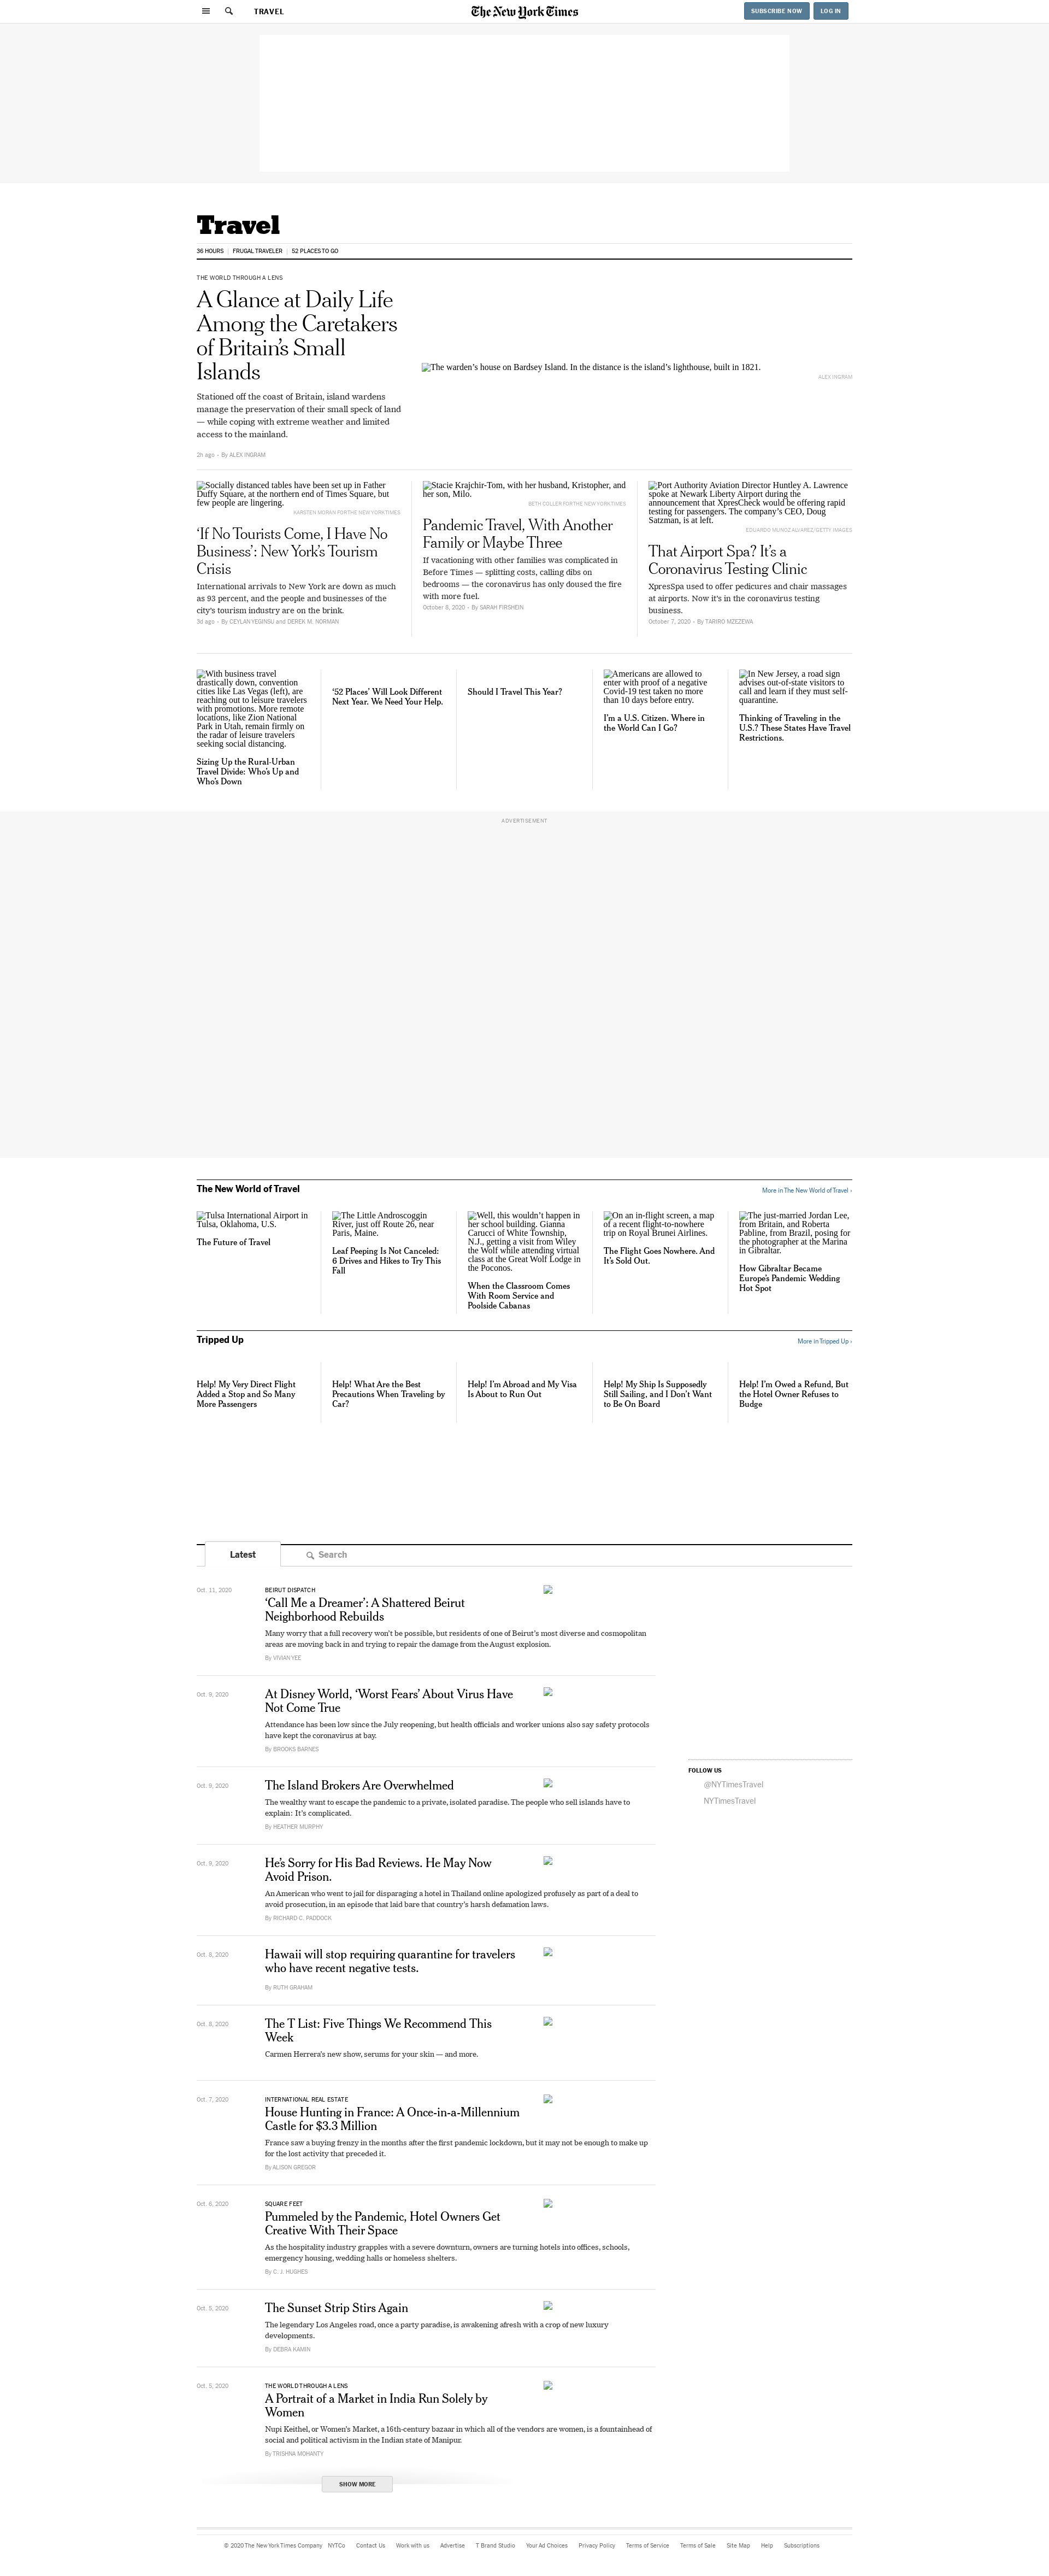 TRAVEL
The New York Times
SUBSCRIBE NOW
LOG IN
Travel
36 HOURS
FRUGAL TRAVELER
52 PLACES TO GO
THE WORLD THROUGH A LENS
A Glance at Daily Life
Among the Caretakers
of Britain's Small
Islands
Stationed off the coast of Britain, island wardens
manage the preservation of their small speck of land
— while coping with extreme weather and limited
access to the mainland.
2h ago - By ALEX INGRAM
The warden's house on Bardsey Island. In the distance is the island's lighthouse, built in 1821.
ALEX INGRAM
Socially distanced tables have been set up in Father
Duffy Square, at the northern end of Times Square, but
few people are lingering.
KARSTEN MORAN FOR THE NEW YORK TIMES
'If No Tourists Come, I Have No
Business': New York's Tourism
Crisis
International arrivals to New York are down as much
as 93 percent, and the people and businesses of the
city's tourism industry are on the brink.
3d ago - By CEYLAN YEGINSU and DEREK M. NORMAN
Stacie Krajchir-Tom, with her husband, Kristopher, and
her son, Milo.
BETH COLLER FOR THE NEW YORK TIMES
Pandemic Travel, With Another
Family or Maybe Three
If vacationing with other families was complicated in
Before Times — splitting costs, calling dibs on
bedrooms — the coronavirus has only doused the fire
with more fuel.
October 8, 2020 - By SARAH FIRSHEIN
Port Authority Aviation Director Huntley A. Lawrence
spoke at Newark Liberty Airport during the
announcement that XpresCheck would be offering rapid
testing for passengers. The company's CEO, Doug
Satzman, is at left.
EDUARDO MUNOZ ALVAREZ/GETTY IMAGES
That Airport Spa? It's a
Coronavirus Testing Clinic
XpresSpa used to offer pedicures and chair massages
at airports. Now it's in the coronavirus testing
business.
October 7, 2020 - By TARIRO MZEZEWA
With business travel
drastically down, convention
cities like Las Vegas (left), are
reaching out to leisure travelers
with promotions. More remote
locations, like Zion National
Park in Utah, remain firmly on
the radar of leisure travelers
seeking social distancing.
Sizing Up the Rural-Urban
Travel Divide: Who's Up and
Who's Down
'52 Places' Will Look Different
Next Year. We Need Your Help.
Should I Travel This Year?
Americans are allowed to
enter with proof of a negative
Covid-19 test taken no more
than 10 days before entry.
I'm a U.S. Citizen. Where in
the World Can I Go?
In New Jersey, a road sign
advises out-of-state visitors to
call and learn if they must self-
quarantine.
Thinking of Traveling in the
U.S.? These States Have Travel
Restrictions.
ADVERTISEMENT
The New World of Travel
More in The New World of Travel ›
Tulsa International Airport in
Tulsa, Oklahoma, U.S.
The Future of Travel
The Little Androscoggin
River, just off Route 26, near
Paris, Maine.
Leaf Peeping Is Not Canceled:
6 Drives and Hikes to Try This
Fall
Well, this wouldn't happen in
her school building. Gianna
Carucci of White Township,
N.J., getting a visit from Wiley
the Wolf while attending virtual
class at the Great Wolf Lodge in
the Poconos.
When the Classroom Comes
With Room Service and
Poolside Cabanas
On an in-flight screen, a map
of a recent flight-to-nowhere
trip on Royal Brunei Airlines.
The Flight Goes Nowhere. And
It's Sold Out.
The just-married Jordan Lee,
from Britain, and Roberta
Pabline, from Brazil, posing for
the photographer at the Marina
in Gibraltar.
How Gibraltar Became
Europe's Pandemic Wedding
Hot Spot
Tripped Up
More in Tripped Up ›
Help! My Very Direct Flight
Added a Stop and So Many
More Passengers
Help! What Are the Best
Precautions When Traveling by
Car?
Help! I'm Abroad and My Visa
Is About to Run Out
Help! My Ship Is Supposedly
Still Sailing, and I Don't Want
to Be On Board
Help! I'm Owed a Refund, But
the Hotel Owner Refuses to
Budge
Latest
Search
Oct. 11, 2020
BEIRUT DISPATCH
'Call Me a Dreamer': A Shattered Beirut
Neighborhood Rebuilds
Many worry that a full recovery won't be possible, but residents of one of Beirut's most diverse and cosmopolitan
areas are moving back in and trying to repair the damage from the August explosion.
By VIVIAN YEE
Oct. 9, 2020
At Disney World, 'Worst Fears' About Virus Have
Not Come True
Attendance has been low since the July reopening, but health officials and worker unions also say safety protocols
have kept the coronavirus at bay.
By BROOKS BARNES
FOLLOW US
@NYTimesTravel
NYTimesTravel
Oct. 9, 2020
The Island Brokers Are Overwhelmed
The wealthy want to escape the pandemic to a private, isolated paradise. The people who sell islands have to
explain: It's complicated.
By HEATHER MURPHY
Oct. 9, 2020
He's Sorry for His Bad Reviews. He May Now
Avoid Prison.
An American who went to jail for disparaging a hotel in Thailand online apologized profusely as part of a deal to
avoid prosecution, in an episode that laid bare that country's harsh defamation laws.
By RICHARD C. PADDOCK
Oct. 8, 2020
Hawaii will stop requiring quarantine for travelers
who have recent negative tests.
By RUTH GRAHAM
Oct. 8, 2020
The T List: Five Things We Recommend This
Week
Carmen Herrera's new show, serums for your skin — and more.
Oct. 7, 2020
INTERNATIONAL REAL ESTATE
House Hunting in France: A Once-in-a-Millennium
Castle for $3.3 Million
France saw a buying frenzy in the months after the first pandemic lockdown, but it may not be enough to make up
for the lost activity that preceded it.
By ALISON GREGOR
Oct. 6, 2020
SQUARE FEET
Pummeled by the Pandemic, Hotel Owners Get
Creative With Their Space
As the hospitality industry grapples with a severe downturn, owners are turning hotels into offices, schools,
emergency housing, wedding halls or homeless shelters.
By C. J. HUGHES
Oct. 5, 2020
The Sunset Strip Stirs Again
The legendary Los Angeles road, once a party paradise, is awakening afresh with a crop of new luxury
developments.
By DEBRA KAMIN
Oct. 5, 2020
THE WORLD THROUGH A LENS
A Portrait of a Market in India Run Solely by
Women
Nupi Keithel, or Women's Market, a 16th-century bazaar in which all of the vendors are women, is a fountainhead of
social and political activism in the Indian state of Manipur.
By TRISHNA MOHANTY
SHOW MORE
© 2020 The New York Times Company NYTCo Contact Us Work with us Advertise T Brand Studio Your Ad Choices Privacy Policy Terms of Service Terms of Sale Site Map Help Subscriptions